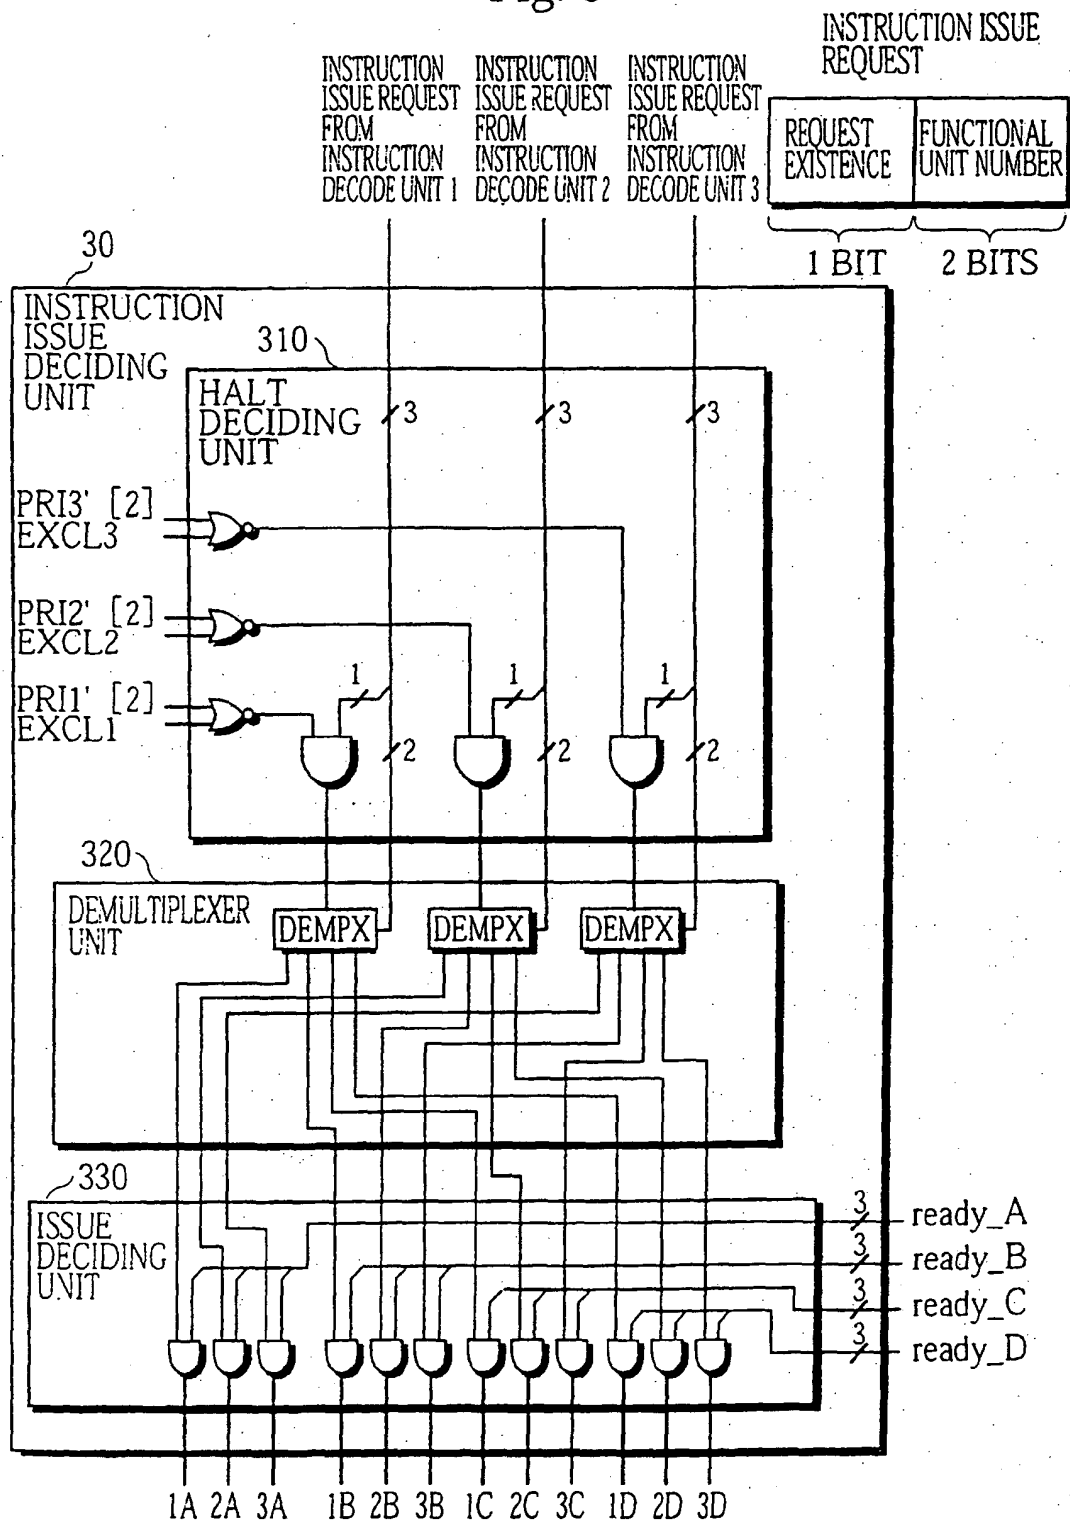 INSTRUCTION ISSUE
REQUEST
REQUEST
EXISTENCE
FUNCTIONAL
UNIT NUMBER
1 BIT
2 BITS
INSTRUCTION
ISSUE REQUEST
FROM
INSTRUCTION
DECODE UNIT 1
INSTRUCTION
ISSUE REQUEST
FROM
INSTRUCTION
DECODE UNIT 2
INSTRUCTION
ISSUE REQUEST
FROM
INSTRUCTION
DECODE UNIT 3
30
INSTRUCTION
ISSUE
DECIDING
UNIT
310
HALT
DECIDING
UNIT
3
3
3
PRI3' [2]
EXCL3
PRI2' [2]
EXCL2
PRI1' [2]
EXCL1
1
1
1
2
2
2
320
DEMULTIPLEXER
UNIT
DEMPX
DEMPX
DEMPX
330
ISSUE
DECIDING
UNIT
3
ready_A
3
ready_B
3
ready_C
3
ready_D
1A 2A 3A 1B 2B 3B 1C 2C 3C 1D 2D 3D